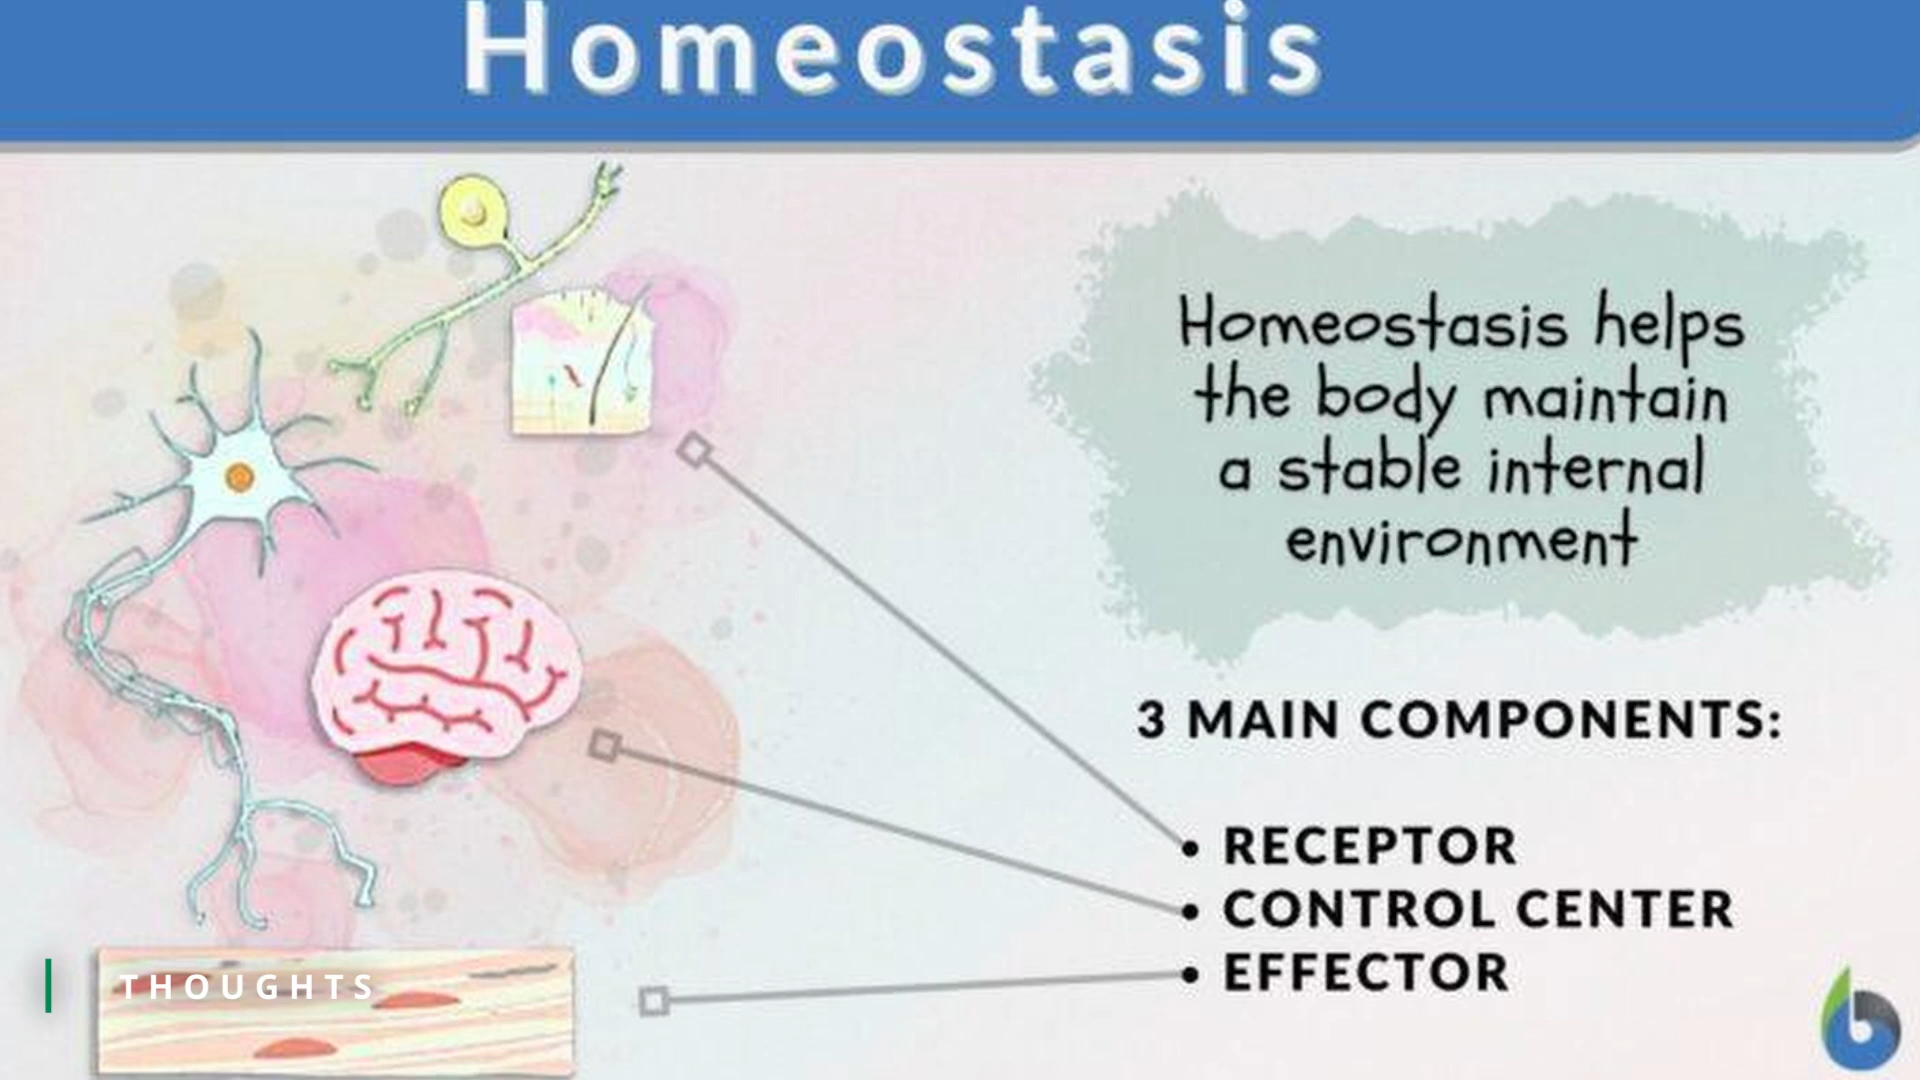 Homeostasis
Homeostasis helps
the body maintain
a stable internal
environment
3 MAIN COMPONENTS:
• RECEPTOR
• CONTROL CENTER
• EFFECTOR
THOUGHTS
b